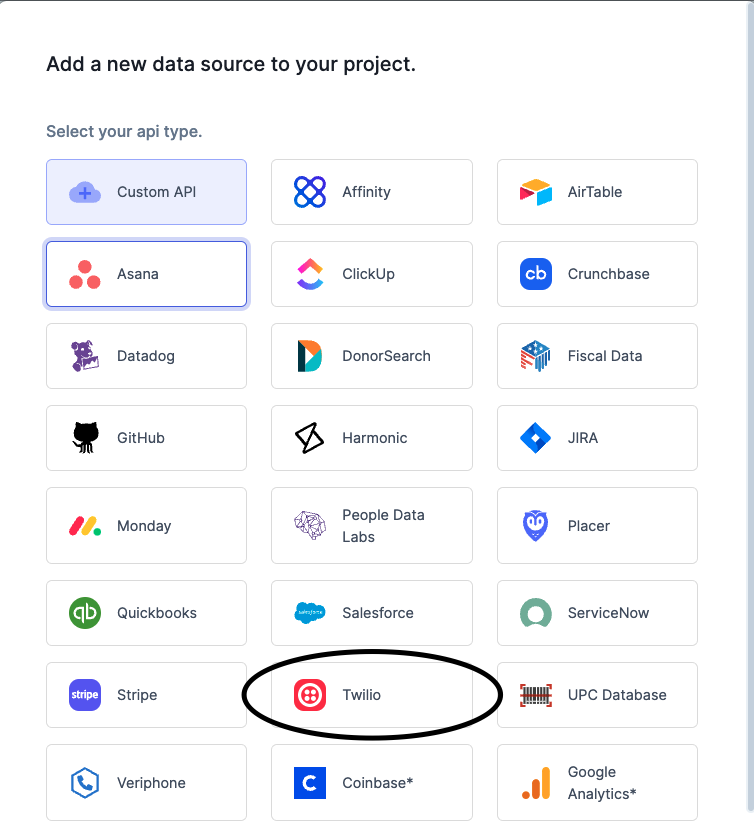 Add a new data source to your project.
Select your api type.
Custom API
Affinity
AirTable
Asana
ClickUp
cb
Crunchbase
Datadog
DonorSearch
Fiscal Data
GitHub
Harmonic
JIRA
Monday
People Data
Labs
Placer
qb
Quickbooks
salesforce
Salesforce
ServiceNow
stripe
Stripe
Twilio
UPC Database
Veriphone
C
Coinbase*
Google
Analytics*